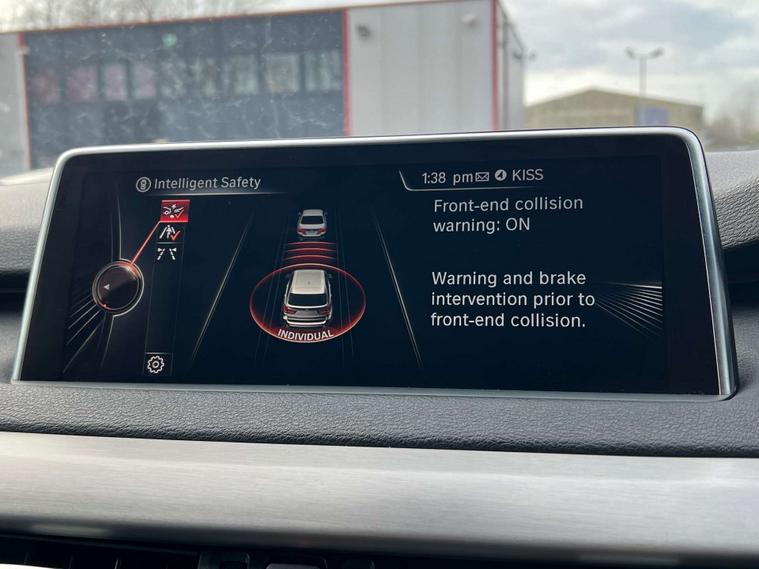 Intelligent Safety
1:38 pm KISS
Front-end collision
warning: ON
Warning and brake
intervention prior to
front-end collision.
INDIVIDUAL